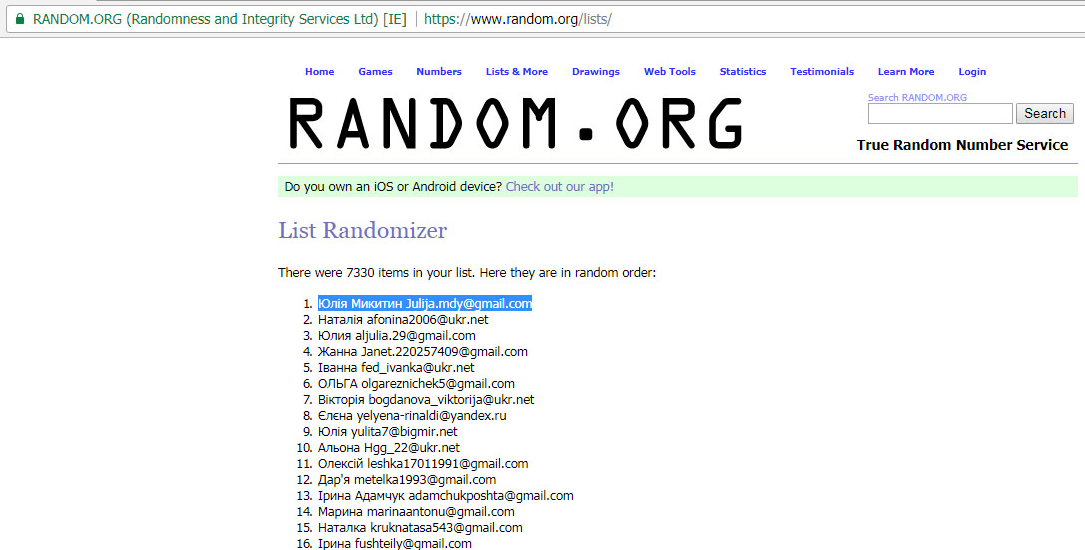 RANDOM.ORG (Randomness and Integrity Services Ltd) [IE] | https://www.random.org/lists/
Home Games Numbers Lists & More Drawings Web Tools Statistics Testimonials Learn More Login
RANDOM.ORG
Search RANDOM.ORG
Search
True Random Number Service
Do you own an iOS or Android device? Check out our app!
List Randomizer
There were 7330 items in your list. Here they are in random order:
1. Юлія Микитин Julija.mdy@gmail.com
2. Наталія afonina2006@ukr.net
3. Юлия aljulia.29@gmail.com
4. Жанна Janet.220257409@gmail.com
5. Іванна fed_ivanka@ukr.net
6. ОЛЬГА olgareznichek5@gmail.com
7. Вікторія bogdanova_viktorija@ukr.net
8. Єлєна yelyena-rinaldi@yandex.ru
9. Юлія yulita7@bigmir.net
10. Альона Hgg_22@ukr.net
11. Олексій leshka17011991@gmail.com
12. Дар'я metelka1993@gmail.com
13. Ірина Адамчук adamchukposhta@gmail.com
14. Марина marinaantonu@gmail.com
15. Наталка kruknatasa543@gmail.com
16. Ірина fushteily@gmail.com